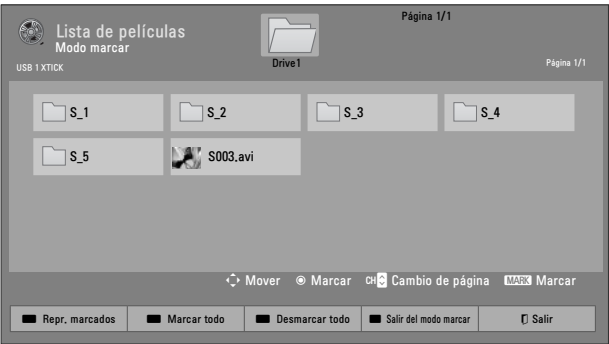 Lista de películas
Página 1/1
Modo marcar
USB 1 XTICK
Drive1
Página 1/1
S_1
S_2
S_3
S_4
S_5
S003.avi
Mover
Marcar
CH Cambio de página
MARK Marcar
Repr. marcados
Marcar todo
Desmarcar todo
Salir del modo marcar
Salir